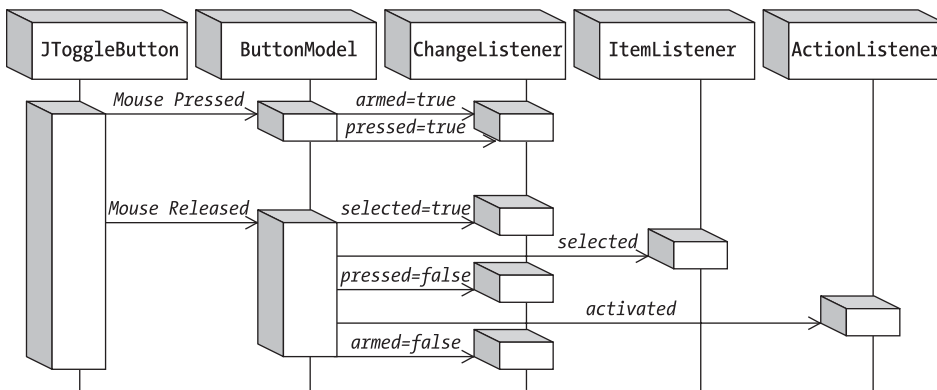 JToggleButton
ButtonModel
ChangeListener
ItemListener
ActionListener
Mouse Pressed
armed=true
pressed=true
Mouse Released
selected=true
selected
pressed=false
activated
armed=false